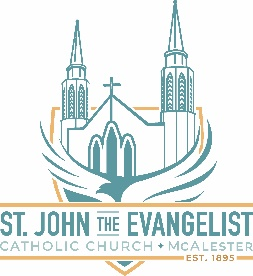 ST. JOHN THE EVANGELIST
CATHOLIC CHURCH • McALESTER
EST. 1895